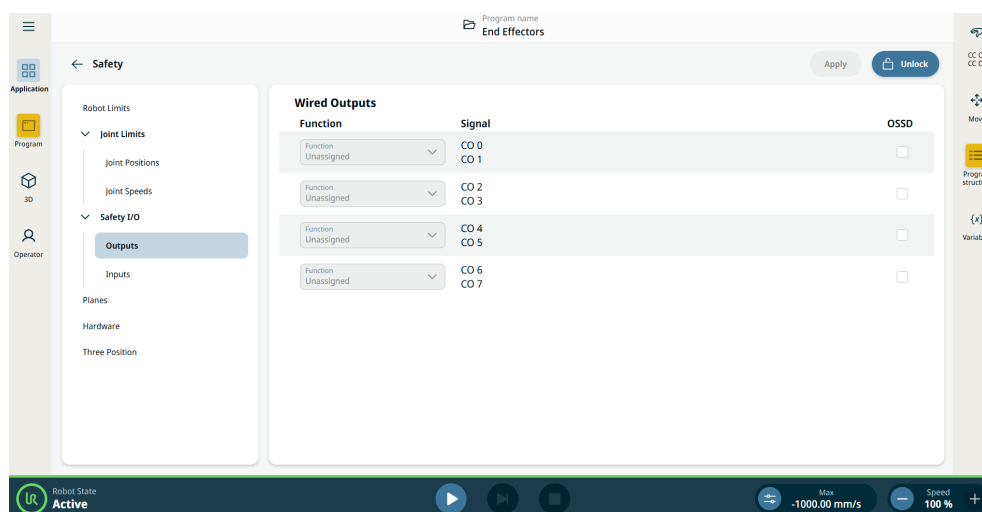 Program name
End Effectors
Application
Program
3D
Operator
Safety
Apply
Unlock
Robot Limits
Joint Limits
Joint Positions
Joint Speeds
Safety I/O
Outputs
Inputs
Planes
Hardware
Three Position
Wired Outputs
Function Signal OSSD
Function
Unassigned
CO 0
CO 1
Function
Unassigned
CO 2
CO 3
Function
Unassigned
CO 4
CO 5
Function
Unassigned
CO 6
CO 7
Robot State
Active
Max
-1000.00 mm/s
Speed
100 %